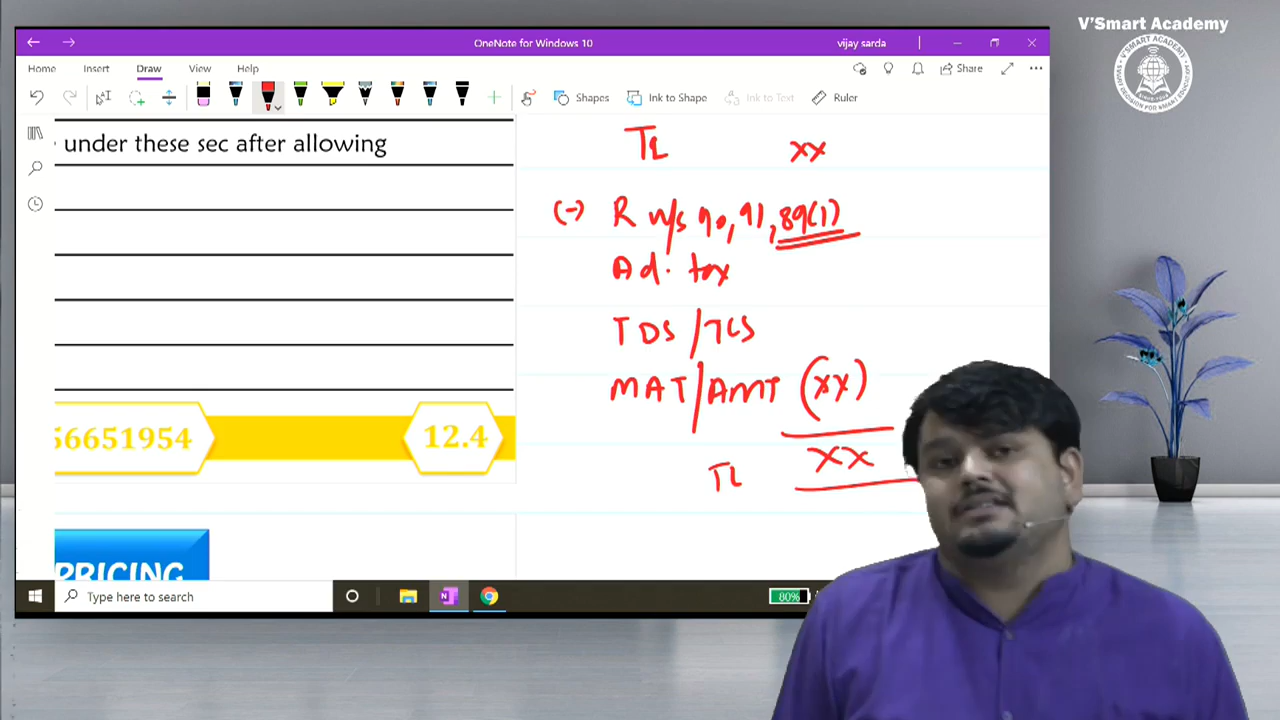 V'Smart Academy
OneNote for Windows 10
vijay sarda
Home Insert Draw View Help
Share
Shapes
Ink to Shape
Ink to Text
Ruler
under these sec after allowing
TL xx
(-) R u/s 90, 91, 89(1)
Ad. tax
TDS/TCS
MAT/AMT (xx)
TL xx
56651954
12.4
PRICING
Type here to search
80%